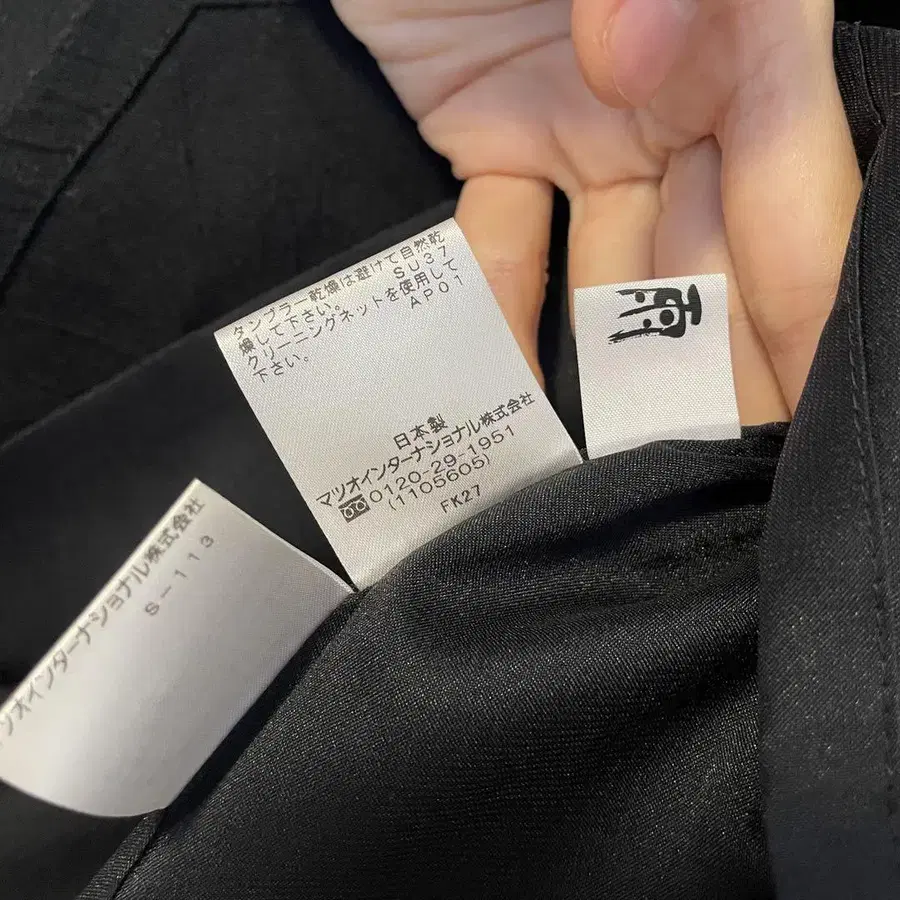 タンブラー乾燥は避けて自然乾
燥して下さい。 SU37
クリーニングネットを使用して
下さい。 AP01
日本製
マリオインターナショナル株式会社
0120-29-1951
(1105605)
FK27
リオインターナショナル株式会社
S-113